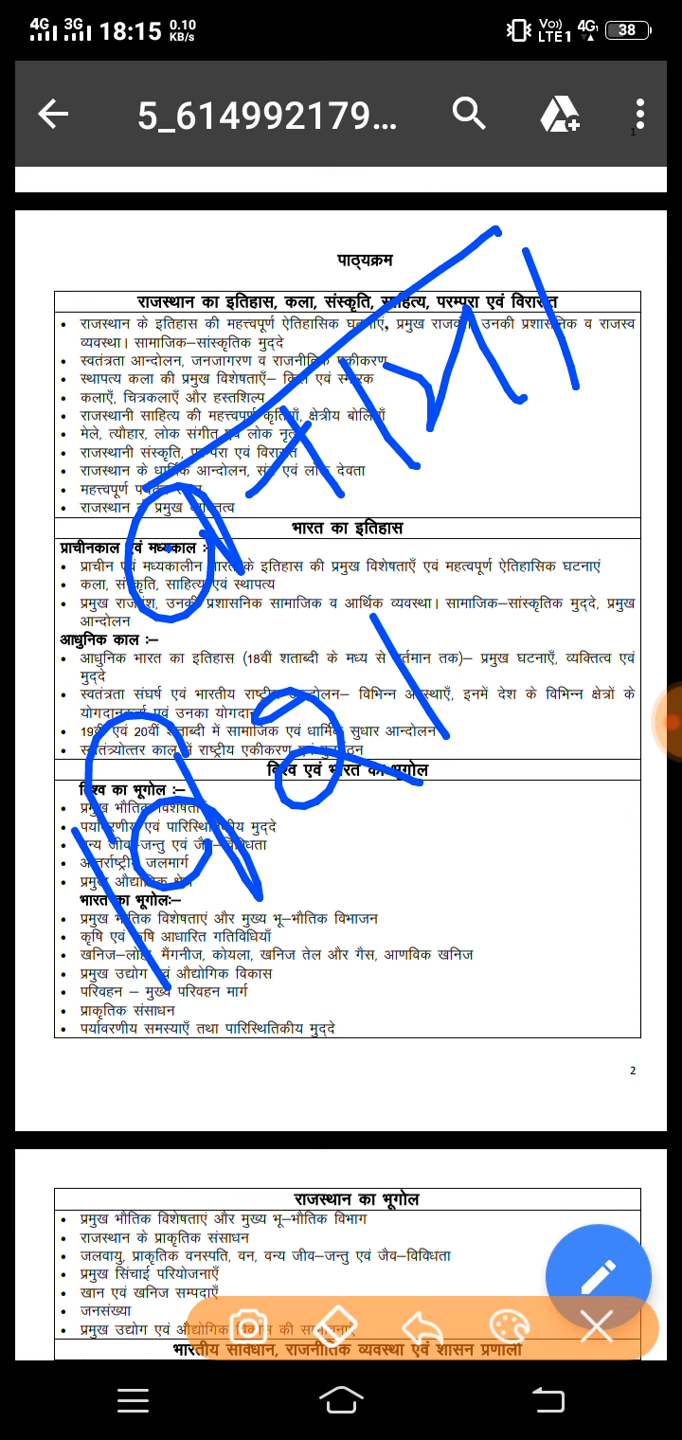 4G 3G 18:15 0.10 KB/s Vo) LTE1 4G 38
5_614992179...
1
पाठ्यक्रम
राजस्थान का इतिहास, कला, संस्कृति, साहित्य, परम्परा एवं विरासत
• राजस्थान के इतिहास की महत्त्वपूर्ण ऐतिहासिक घटनाएं, प्रमुख राजवंश, उनकी प्रशासनिक व राजस्व
व्यवस्था। सामाजिक–सांस्कृतिक मुद्दे
• स्वतंत्रता आन्दोलन, जनजागरण व राजनीतिक एकीकरण
• स्थापत्य कला की प्रमुख विशेषताएँ– किले एवं स्मारक
• कलाएँ, चित्रकलाएँ और हस्तशिल्प
• राजस्थानी साहित्य की महत्त्वपूर्ण कृतियाँ, क्षेत्रीय बोलियाँ
• मेले, त्यौहार, लोक संगीत एवं लोक नृत्य
• राजस्थानी संस्कृति, परम्परा एवं विरासत
• राजस्थान के धार्मिक आन्दोलन, संत एवं लोक देवता
• महत्त्वपूर्ण पर्यटन स्थल
• राजस्थान के प्रमुख व्यक्तित्व
भारत का इतिहास
प्राचीनकाल एवं मध्यकाल :–
• प्राचीन एवं मध्यकालीन भारत के इतिहास की प्रमुख विशेषताएँ एवं महत्वपूर्ण ऐतिहासिक घटनाएं
• कला, संस्कृति, साहित्य एवं स्थापत्य
• प्रमुख राजवंश, उनकी प्रशासनिक सामाजिक व आर्थिक व्यवस्था। सामाजिक–सांस्कृतिक मुद्दे, प्रमुख
आन्दोलन
आधुनिक काल :–
• आधुनिक भारत का इतिहास (18वीं शताब्दी के मध्य से वर्तमान तक)– प्रमुख घटनाएँ, व्यक्तित्व एवं
मुद्दे
• स्वतंत्रता संघर्ष एवं भारतीय राष्ट्रीय आन्दोलन– विभिन्न अवस्थाएँ, इनमें देश के विभिन्न क्षेत्रों के
योगदानकर्ता एवं उनका योगदान
• 19वीं एवं 20वीं शताब्दी में सामाजिक एवं धार्मिक सुधार आन्दोलन
• स्वातंत्र्योत्तर काल में राष्ट्रीय एकीकरण एवं पुनर्गठन
विश्व एवं भारत का भूगोल
विश्व का भूगोल :–
• प्रमुख भौतिक विशेषताएं
• पर्यावरणीय एवं पारिस्थितिकीय मुद्दे
• वन्य जीव–जन्तु एवं जैव–विविधता
• अन्तर्राष्ट्रीय जलमार्ग
• प्रमुख औद्योगिक क्षेत्र
भारत का भूगोलः–
• प्रमुख भौतिक विशेषताएं और मुख्य भू–भौतिक विभाजन
• कृषि एवं कृषि आधारित गतिविधियाँ
• खनिज–लोहा, मैंगनीज, कोयला, खनिज तेल और गैस, आणविक खनिज
• प्रमुख उद्योग एवं औद्योगिक विकास
• परिवहन – मुख्य परिवहन मार्ग
• प्राकृतिक संसाधन
• पर्यावरणीय समस्याएँ तथा पारिस्थितिकीय मुद्दे
2
राजस्थान का भूगोल
• प्रमुख भौतिक विशेषताएं और मुख्य भू–भौतिक विभाग
• राजस्थान के प्राकृतिक संसाधन
• जलवायु, प्राकृतिक वनस्पति, वन, वन्य जीव–जन्तु एवं जैव–विविधता
• प्रमुख सिंचाई परियोजनाएँ
• खान एवं खनिज सम्पदाएँ
• जनसंख्या
• प्रमुख उद्योग एवं औद्योगिक विकास की सम्भावनाएं
भारतीय संविधान, राजनीतिक व्यवस्था एवं शासन प्रणाली